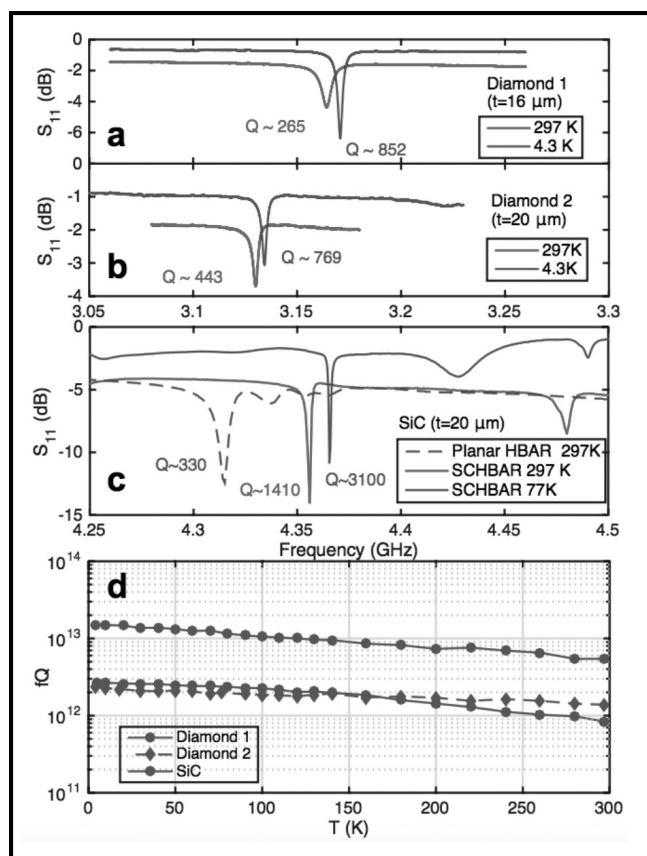 0
-2
-4
-6
S11 (dB)
a
Q ~ 265
Q ~ 852
Diamond 1
(t=16 μm)
297 K
4.3 K
-1
-2
-3
-4
S11 (dB)
b
Q ~ 443
Q ~ 769
Diamond 2
(t=20 μm)
297K
4.3K
3.05 3.1 3.15 3.2 3.25 3.3
0
-5
-10
-15
S11 (dB)
c
Q~330
Q~1410
Q~3100
SiC (t=20 μm)
Planar HBAR 297K
SCHBAR 297 K
SCHBAR 77K
4.25 4.3 4.35 4.4 4.45 4.5
Frequency (GHz)
d
10^14
10^13
10^12
10^11
fQ
Diamond 1
Diamond 2
SiC
0 50 100 150 200 250 300
T (K)